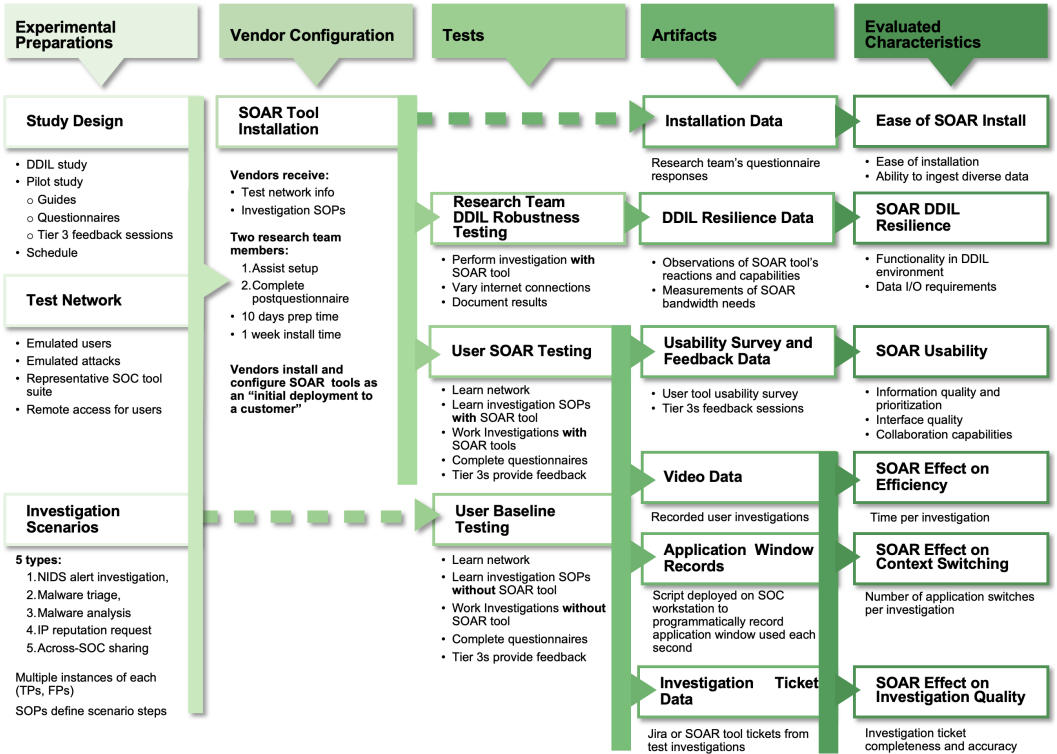 Experimental
Preparations
Vendor Configuration
Tests
Artifacts
Evaluated
Characteristics
Study Design
• DDIL study
• Pilot study
o Guides
o Questionnaires
o Tier 3 feedback sessions
• Schedule
Test Network
• Emulated users
• Emulated attacks
• Representative SOC tool
suite
• Remote access for users
Investigation
Scenarios
5 types:
1.NIDS alert investigation,
2.Malware triage,
3.Malware analysis
4.IP reputation request
5.Across-SOC sharing
Multiple instances of each
(TPs, FPs)
SOPs define scenario steps
SOAR Tool
Installation
Vendors receive:
• Test network info
• Investigation SOPs
Two research team
members:
1.Assist setup
2.Complete
postquestionnaire
• 10 days prep time
• 1 week install time
Vendors install and
configure SOAR tools as
an “initial deployment to
a customer”
Research Team
DDIL Robustness
Testing
• Perform investigation with
SOAR tool
• Vary internet connections
• Document results
User SOAR Testing
• Learn network
• Learn investigation SOPs
with SOAR tool
• Work Investigations with
SOAR tools
• Complete questionnaires
• Tier 3s provide feedback
User Baseline
Testing
• Learn network
• Learn investigation SOPs
without SOAR tool
• Work Investigations without
SOAR tool
• Complete questionnaires
• Tier 3s provide feedback
Installation Data
Research team’s questionnaire
responses
DDIL Resilience Data
• Observations of SOAR tool’s
reactions and capabilities
• Measurements of SOAR
bandwidth needs
Usability Survey and
Feedback Data
• User tool usability survey
• Tier 3s feedback sessions
Video Data
Recorded user investigations
Application Window
Records
Script deployed on SOC
workstation to
programmatically record
application window used each
second
Investigation Ticket
Data
Jira or SOAR tool tickets from
test investigations
Ease of SOAR Install
• Ease of installation
• Ability to ingest diverse data
SOAR DDIL
Resilience
• Functionality in DDIL
environment
• Data I/O requirements
SOAR Usability
• Information quality and
prioritization
• Interface quality
• Collaboration capabilities
SOAR Effect on
Efficiency
Time per investigation
SOAR Effect on
Context Switching
Number of application switches
per investigation
SOAR Effect on
Investigation Quality
Investigation ticket
completeness and accuracy